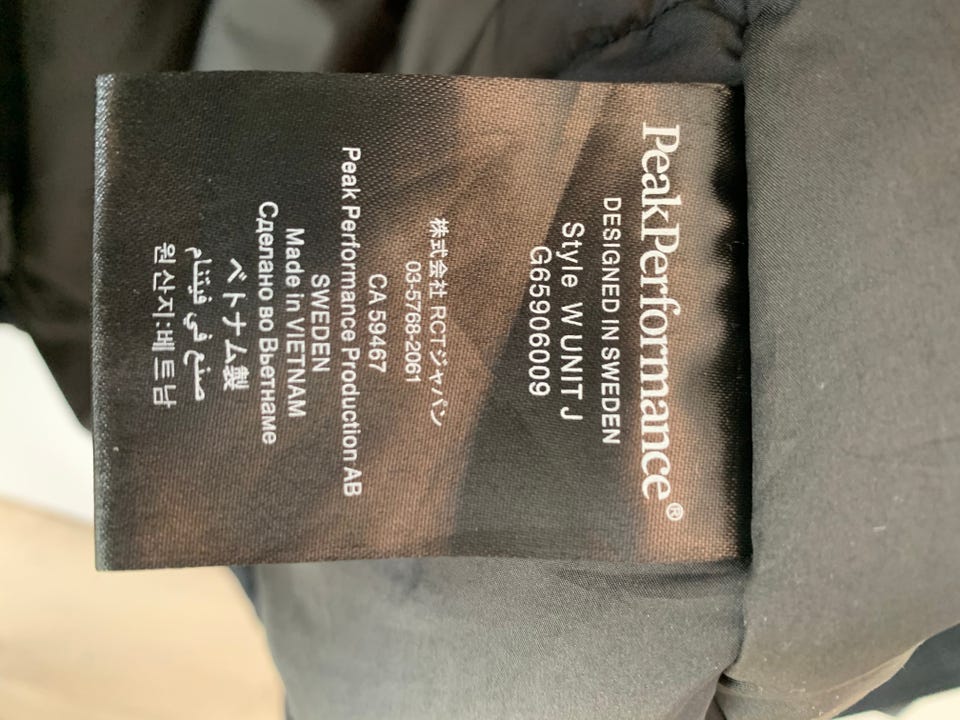 PeakPerformance®
DESIGNED IN SWEDEN
Style W UNIT J
G65906009
株式会社 RCTジャパン
03-5768-2061
CA 59467
Peak Performance Production AB
SWEDEN
Made in VIETNAM
Сделано во Вьетнаме
ベトナム製
صنع في فيتنام
원산지:베트남